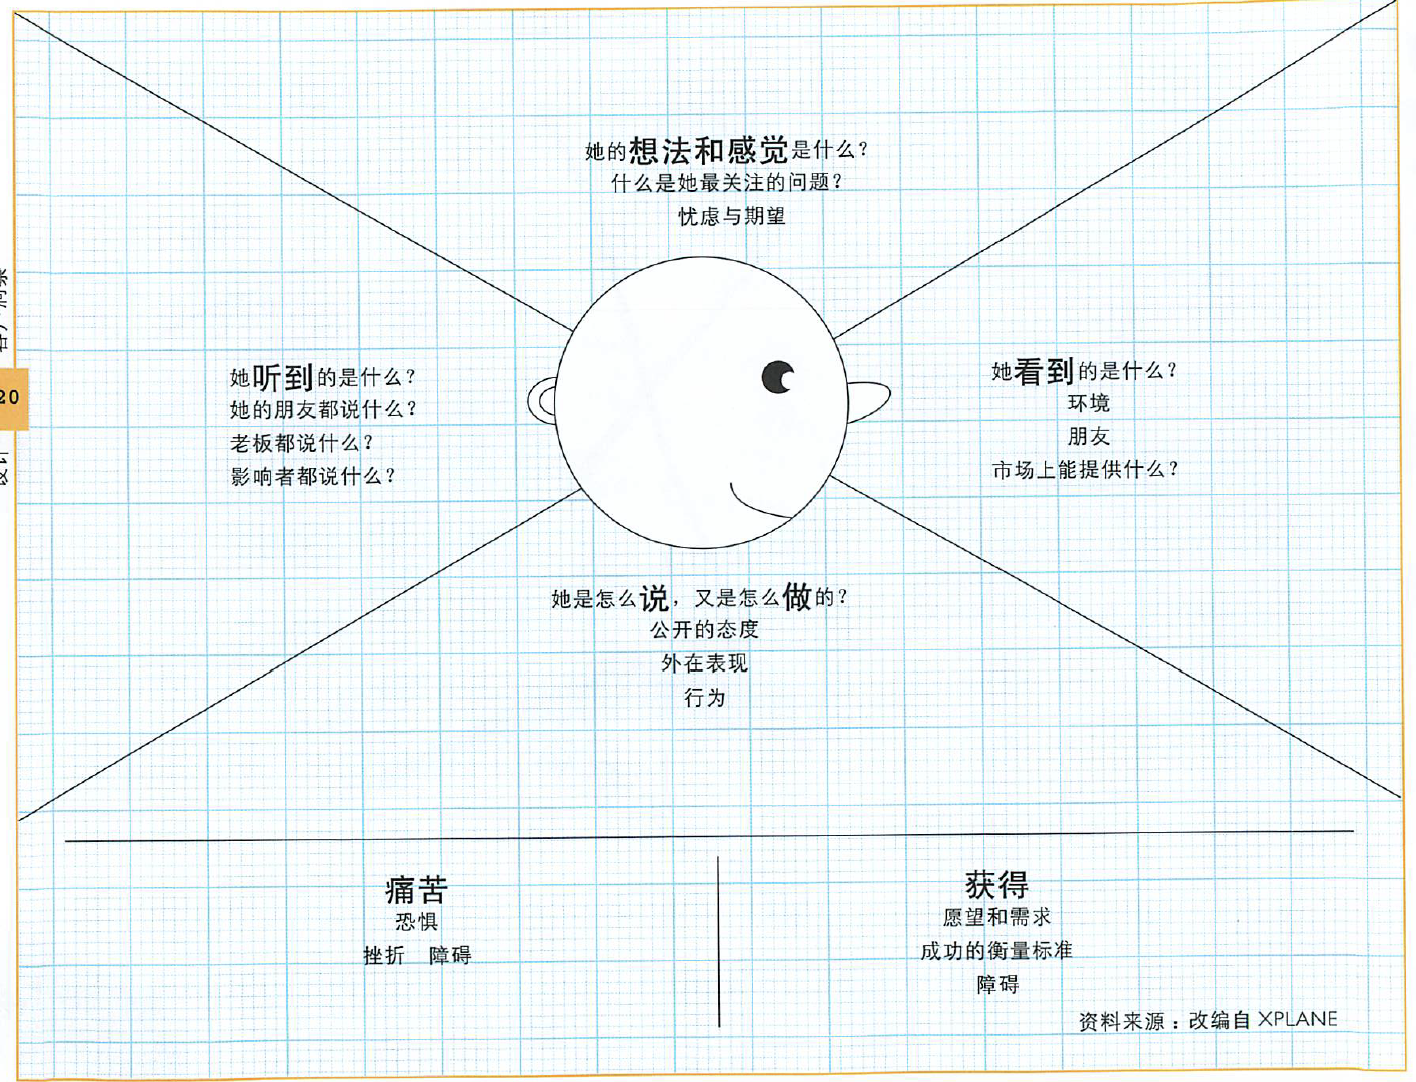 她的想法和感觉是什么?
什么是她最关注的问题?
忧虑与期望
她听到的是什么?
她的朋友都说什么?
老板都说什么?
影响者都说什么?
她看到的是什么?
环境
朋友
市场上能提供什么?
她是怎么说，又是怎么做的?
公开的态度
外在表现
行为
痛苦
恐惧
挫折 障碍
获得
愿望和需求
成功的衡量标准
障碍
资料来源：改编自 XPLANE
20